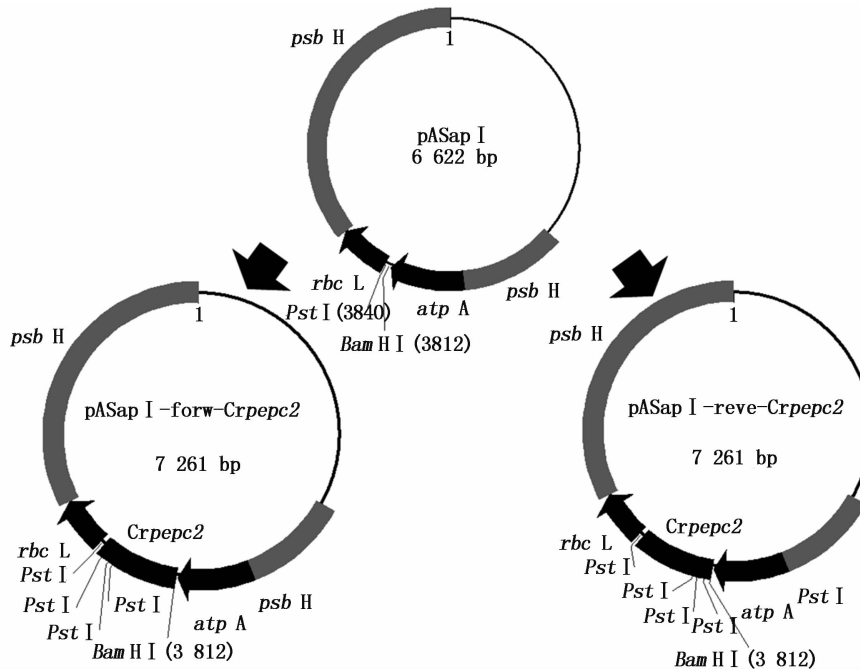 psb H
1
pASap Ⅰ
6 622 bp
rbc L
Pst Ⅰ (3840)
atp A
psb H
Bam H Ⅰ (3812)
psb H
1
pASap Ⅰ-forw-Crpepc2
7 261 bp
Crpepc2
rbc L
Pst Ⅰ
Pst Ⅰ
Pst Ⅰ
Pst Ⅰ
psb H
atp A
Bam H Ⅰ (3 812)
psb H
1
pASap Ⅰ-reve-Crpepc2
7 261 bp
Crpepc2
rbc L
Pst Ⅰ
Pst Ⅰ
Pst Ⅰ
Pst Ⅰ
Pst Ⅰ
atp A
Bam H Ⅰ (3 812)